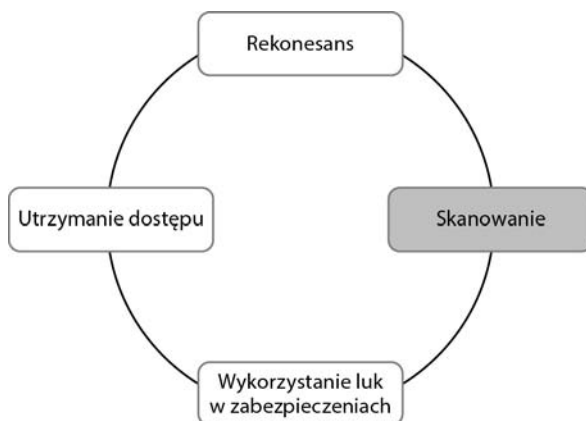 Rekonesans
Utrzymanie dostępu
Skanowanie
Wykorzystanie luk
w zabezpieczeniach